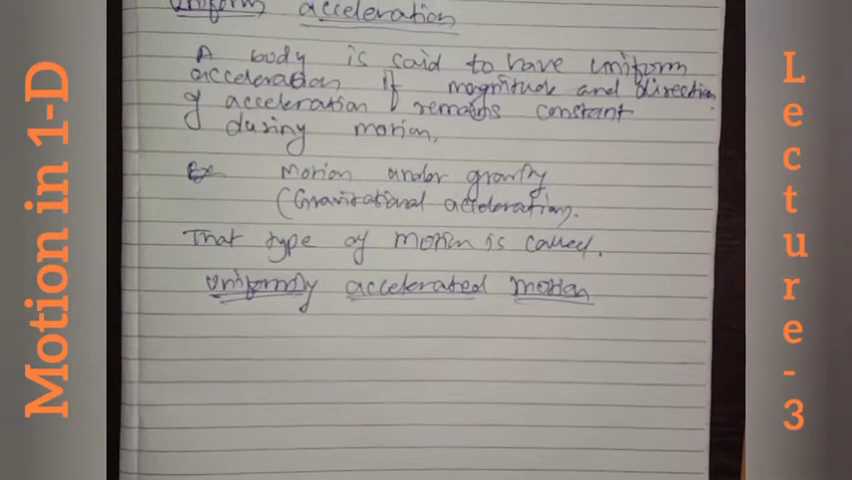 Motion in 1-D
Uniform acceleration
A body is said to have uniform
acceleration if magnitude and direction
of acceleration remains constant
during motion.
Ex motion under gravity
(Gravitational acceleration.
That type of motion is called.
Uniformly accelerated motion
Lecture-3